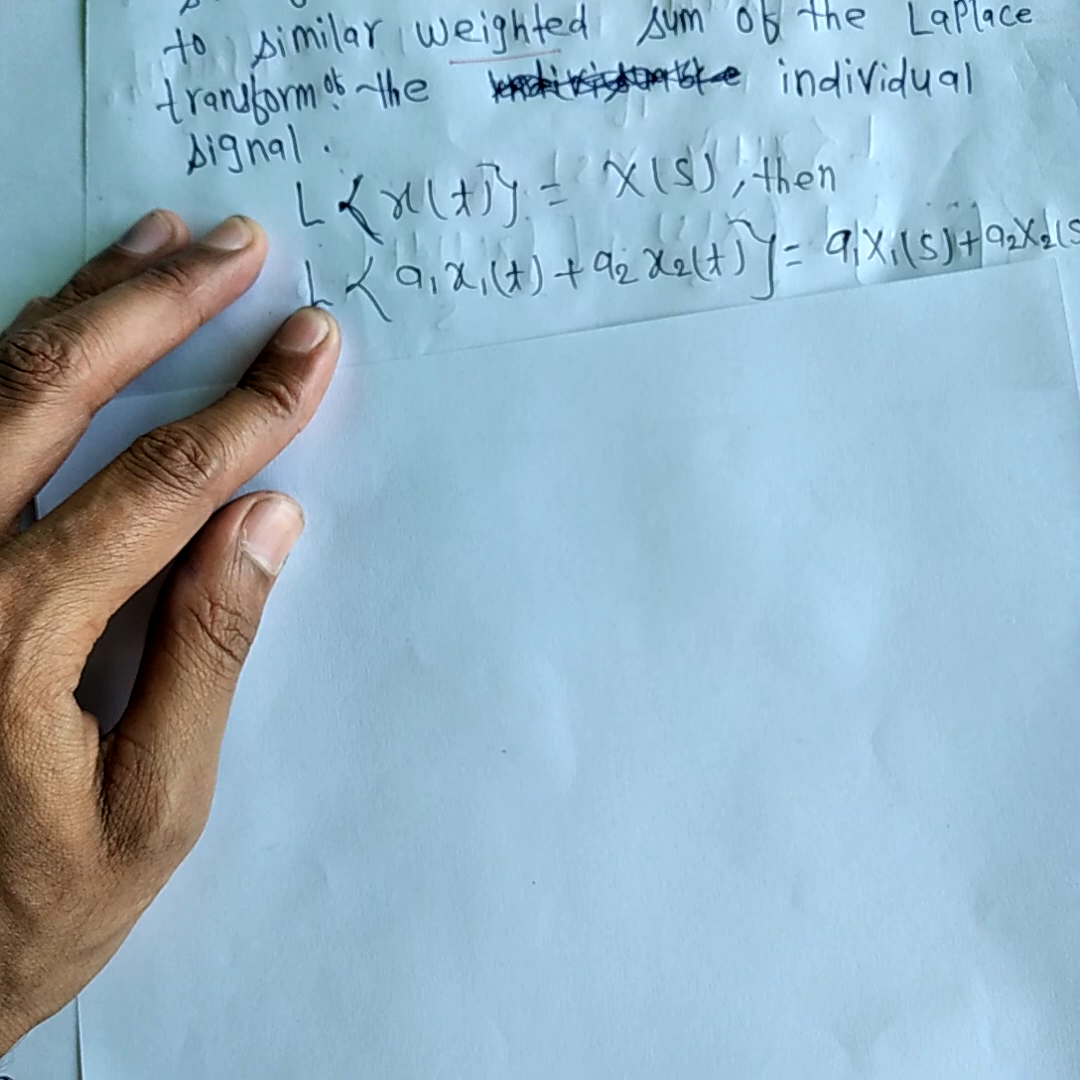 to similar weighted sum of the Laplace
transform of the individual
signal.
L{x(t)} = X(s), then
L{a₁x₁(t) + a₂x₂(t)} = a₁X₁(s) + a₂X₂(s